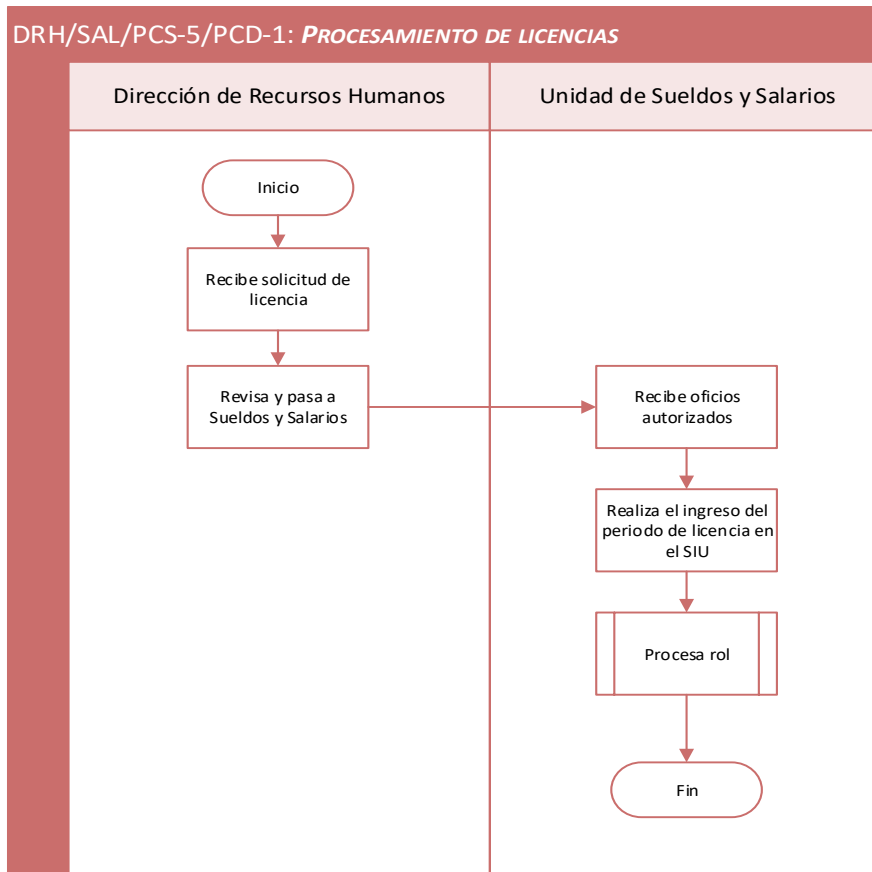 DRH/SAL/PCS-5/PCD-1: PROCESAMIENTO DE LICENCIAS
Dirección de Recursos Humanos
Unidad de Sueldos y Salarios
Inicio
Recibe solicitud de
licencia
Revisa y pasa a
Sueldos y Salarios
Recibe oficios
autorizados
Realiza el ingreso del
periodo de licencia en
el SIU
Procesa rol
Fin